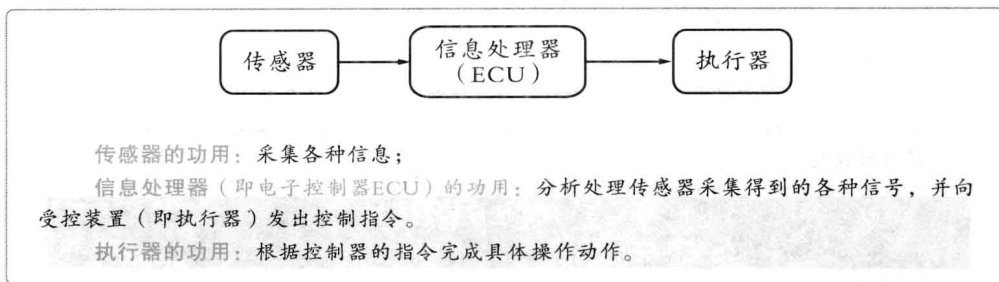 传感器
信息处理器
（ECU）
执行器
传感器的功用：采集各种信息；
信息处理器（即电子控制器ECU）的功用：分析处理传感器采集得到的各种信号，并向
受控装置（即执行器）发出控制指令。
执行器的功用：根据控制器的指令完成具体操作动作。